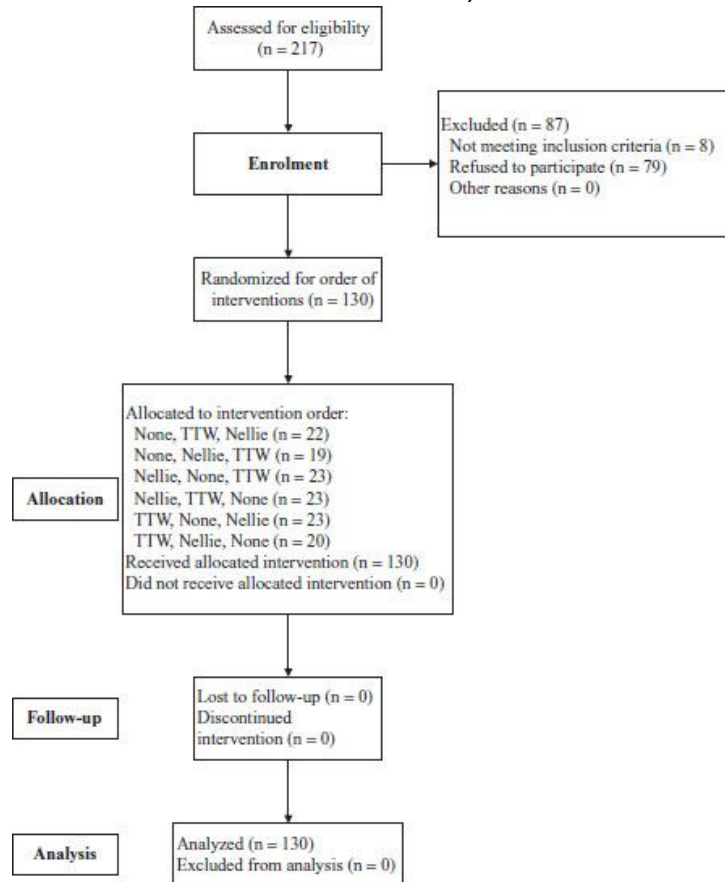 Assessed for eligibility
(n = 217)
Excluded (n = 87)
Not meeting inclusion criteria (n = 8)
Refused to participate (n = 79)
Other reasons (n = 0)
Enrolment
Randomized for order of
interventions (n = 130)
Allocated to intervention order:
None, TTW, Nellie (n = 22)
None, Nellie, TTW (n = 19)
Nellie, None, TTW (n = 23)
Nellie, TTW, None (n = 23)
TTW, None, Nellie (n = 23)
TTW, Nellie, None (n = 20)
Received allocated intervention (n = 130)
Did not receive allocated intervention (n = 0)
Allocation
Lost to follow-up (n = 0)
Discontinued
intervention (n = 0)
Follow-up
Analyzed (n = 130)
Excluded from analysis (n = 0)
Analysis